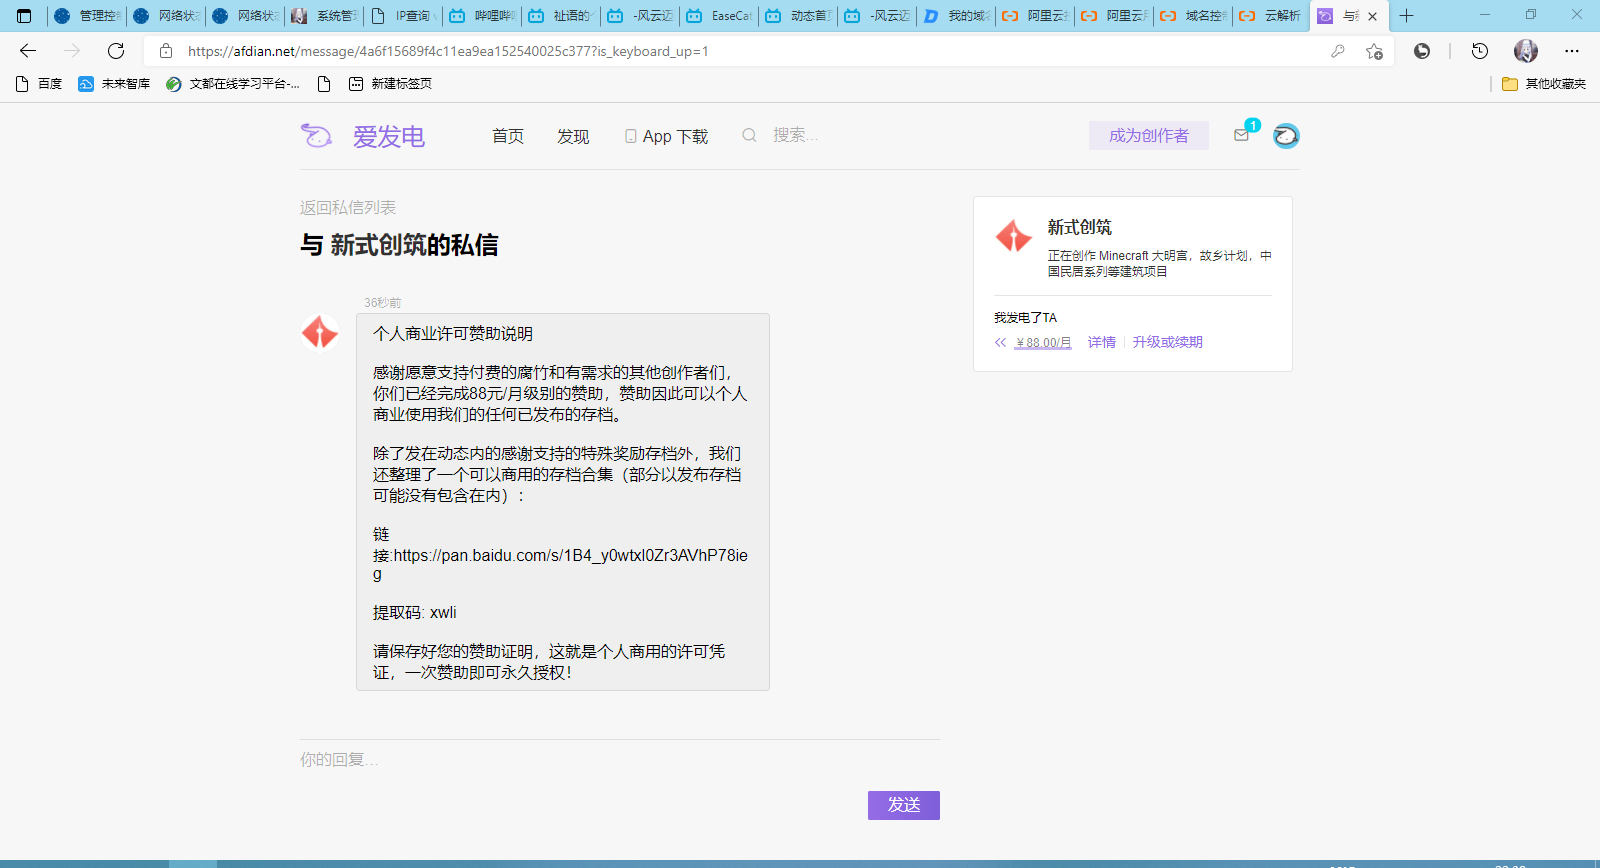 管理控制
网络状态
网络状态
系统管理
IP查询
哔哩哔哩
祉语的个
-风云迈
EaseCat
动态首页
-风云迈
我的域名
阿里云
阿里云
域名控制
云解析
与新
https://afdian.net/message/4a6f15689f4c11ea9ea152540025c377?is_keyboard_up=1
百度
未来智库
文都在线学习平台-...
新建标签页
其他收藏夹
爱发电
首页
发现
App 下载
搜索...
成为创作者
1
返回私信列表
与 新式创筑的私信
36秒前
个人商业许可赞助说明
感谢愿意支持付费的腐竹和有需求的其他创作者们，
你们已经完成88元/月级别的赞助，赞助因此可以个人
商业使用我们的任何已发布的存档。
除了发在动态内的感谢支持的特殊奖励存档外，我们
还整理了一个可以商用的存档合集（部分以发布存档
可能没有包含在内）：
链
接:https://pan.baidu.com/s/1B4_y0wtxl0Zr3AVhP78ie
g
提取码: xwli
请保存好您的赞助证明，这就是个人商用的许可凭
证，一次赞助即可永久授权！
你的回复...
发送
新式创筑
正在创作 Minecraft 大明宫，故乡计划，中
国民居系列等建筑项目
我发电了TA
￥88.00/月
详情
升级或续期